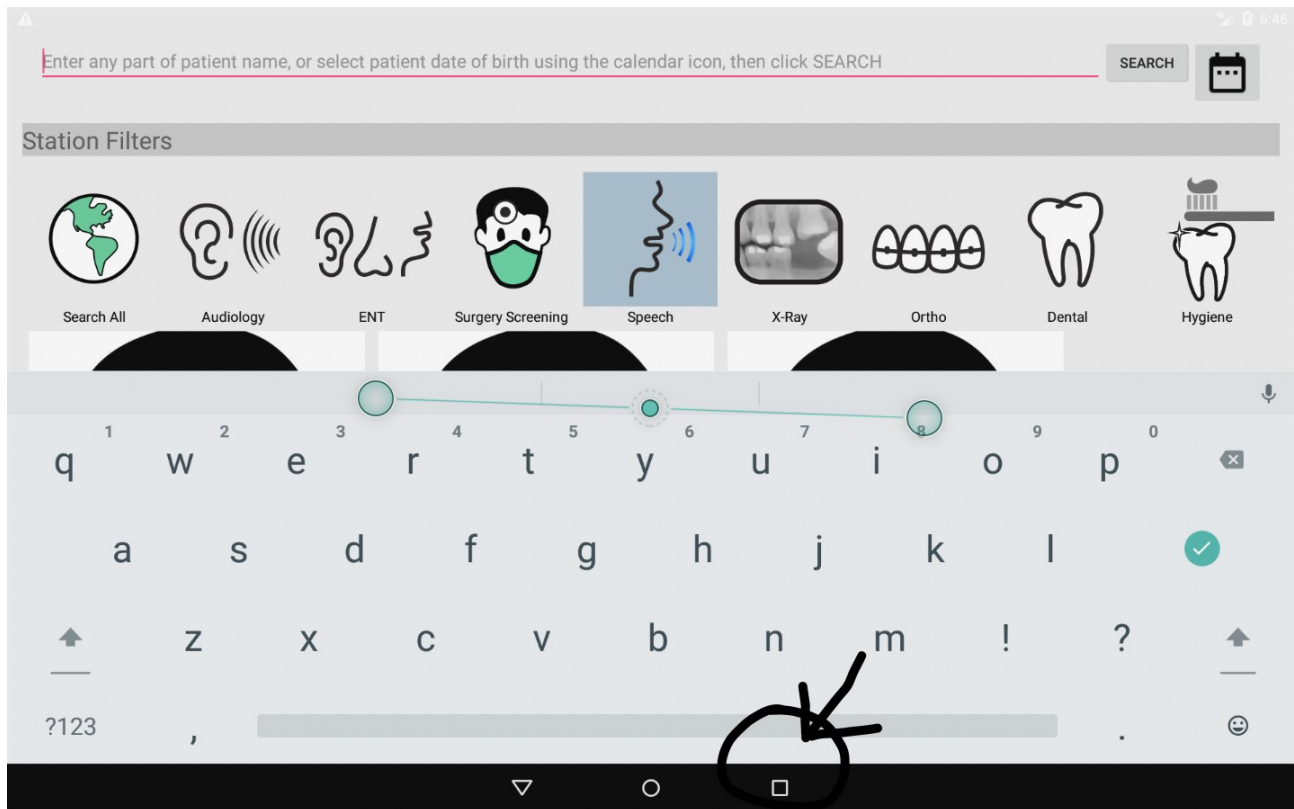 6:46
Enter any part of patient name, or select patient date of birth using the calendar icon, then click SEARCH
SEARCH
Station Filters
Search All Audiology ENT Surgery Screening Speech X-Ray Ortho Dental Hygiene
1 2 3 4 5 6 7 8 9 0
q w e r t y u i o p
a s d f g h j k l
z x c v b n m ! ?
?123 , .